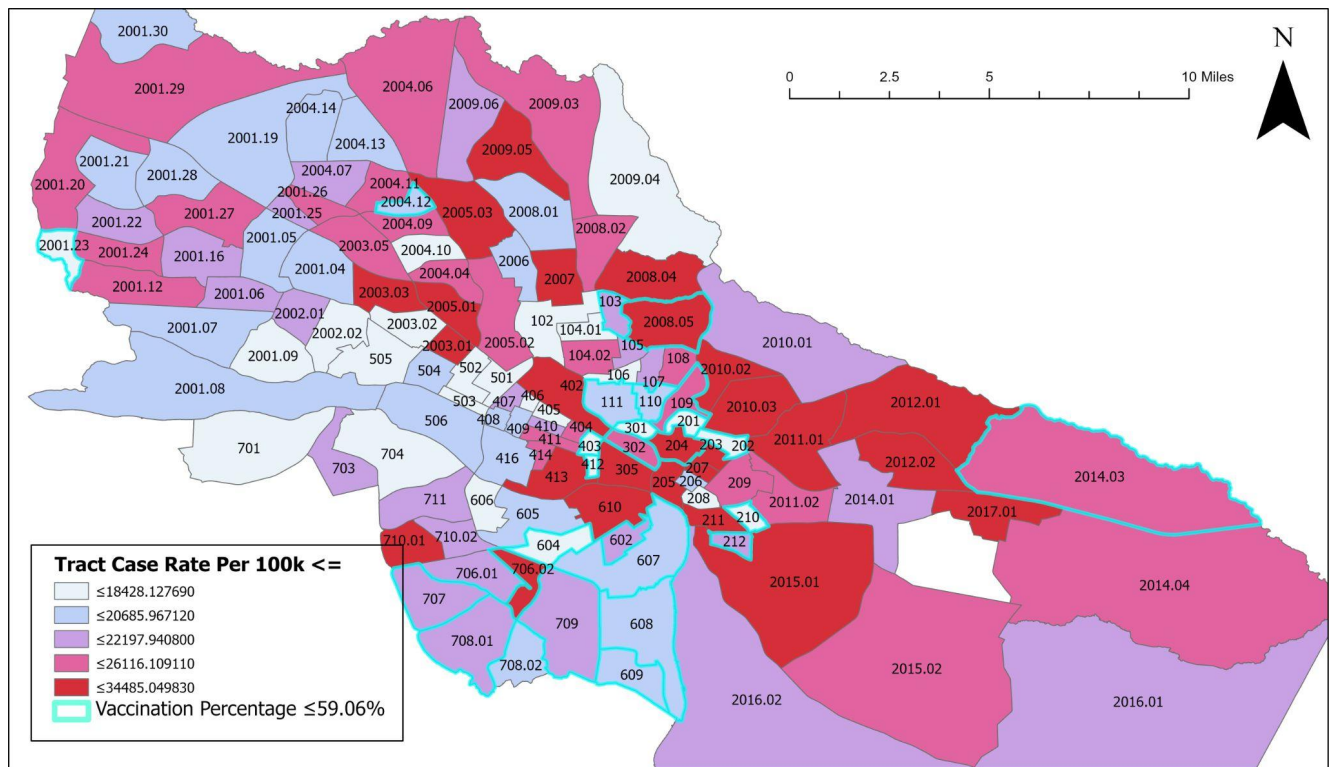 2001.30
N
0 2.5 5 10 Miles
2001.29 2004.06 2009.06 2009.03
2004.14
2001.19 2004.13
2009.05
2001.21 2001.28 2004.07 2009.04
2001.20 2001.26 2004.11
2004.12
2001.22 2001.27 2001.25 2005.03 2008.01
2004.09 2008.02
2001.23 2001.24 2001.16 2001.05 2003.05 2004.10 2006
2001.04 2004.04 2007 2008.04
2001.12 2001.06 2003.03 2005.01 103
2002.01
2001.07 2002.02 2003.02 102 104.01 2008.05 2010.01
2001.09 505 2003.01 2005.02 104.02 105 108
504 502 501 106 107 2010.02
2001.08 503 407 406 402 111 110 109 2010.03 2012.01
506 408 409 405 410 404 301 201 2011.01
701 703 704 416 411 414 403 302 204 203 202 2012.02 2014.03
413 412 305 207
711 606 205 206 209 2014.01
605 610 208 2011.02 2017.01
710.01 710.02 604 602 211 210
607 212
706.01 706.02 2015.01 2014.04
707
708.01 709 608
708.02 609 2015.02
2016.02 2016.01
Tract Case Rate Per 100k <=
≤18428.127690
≤20685.967120
≤22197.940800
≤26116.109110
≤34485.049830
Vaccination Percentage ≤59.06%